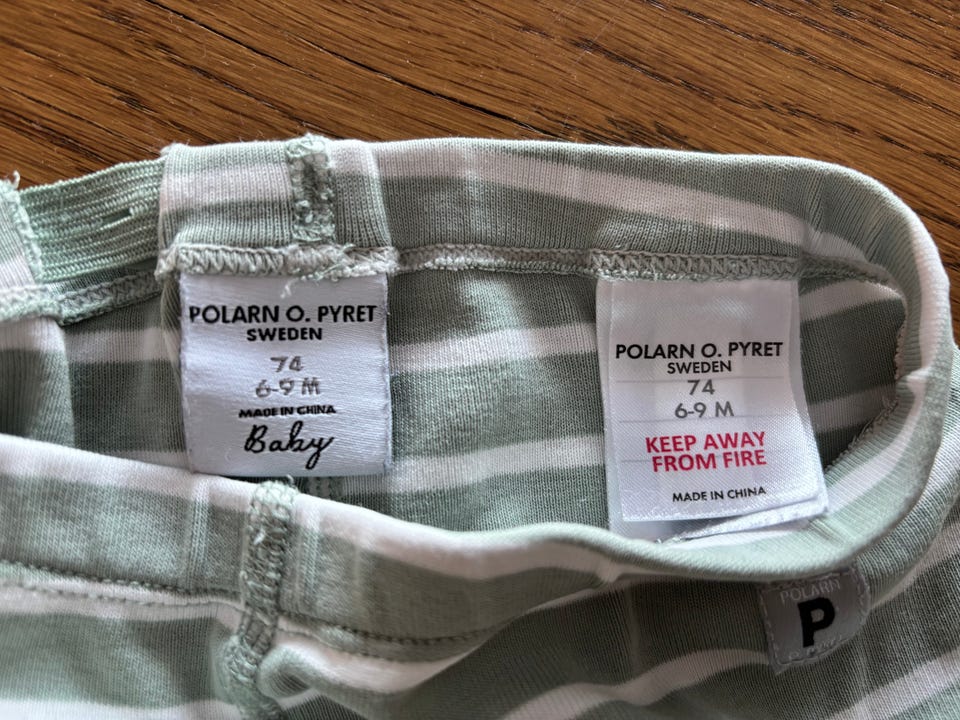 POLARN O. PYRET
SWEDEN
74
6-9 M
MADE IN CHINA
Baby
POLARN O. PYRET
SWEDEN
74
6-9 M
KEEP AWAY
FROM FIRE
MADE IN CHINA
POLARN
P